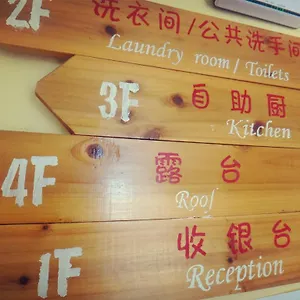 2F 洗衣间/公共洗手间
Laundry room / Toilets
3F 自助厨
Kitchen
4F 露台
Roof
1F 收银台
Reception